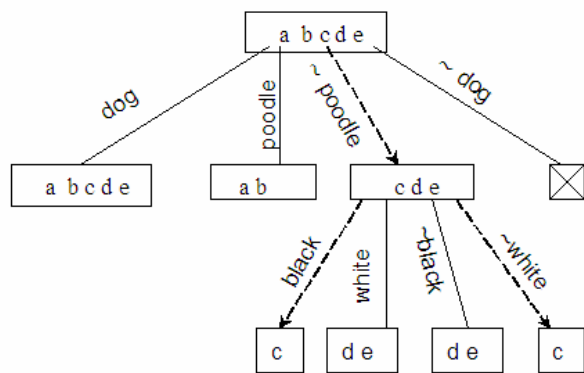 a b c d e
dog
poodle
~ poodle
~ dog
a b c d e
a b
c d e
black
white
~black
~white
c
d e
d e
c